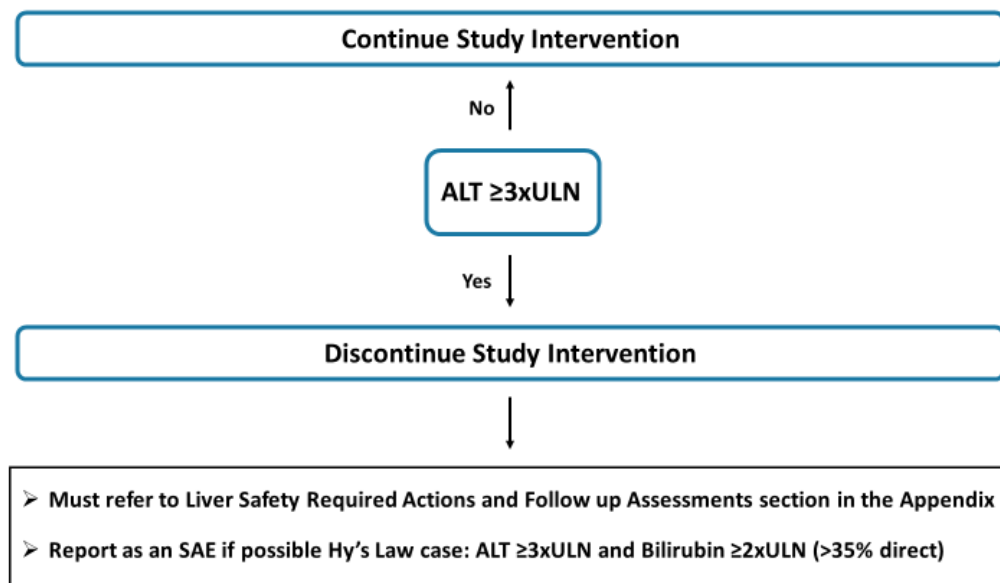 Continue Study Intervention
No
ALT ≥3xULN
Yes
Discontinue Study Intervention
➢ Must refer to Liver Safety Required Actions and Follow up Assessments section in the Appendix
➢ Report as an SAE if possible Hy’s Law case: ALT ≥3xULN and Bilirubin ≥2xULN (>35% direct)